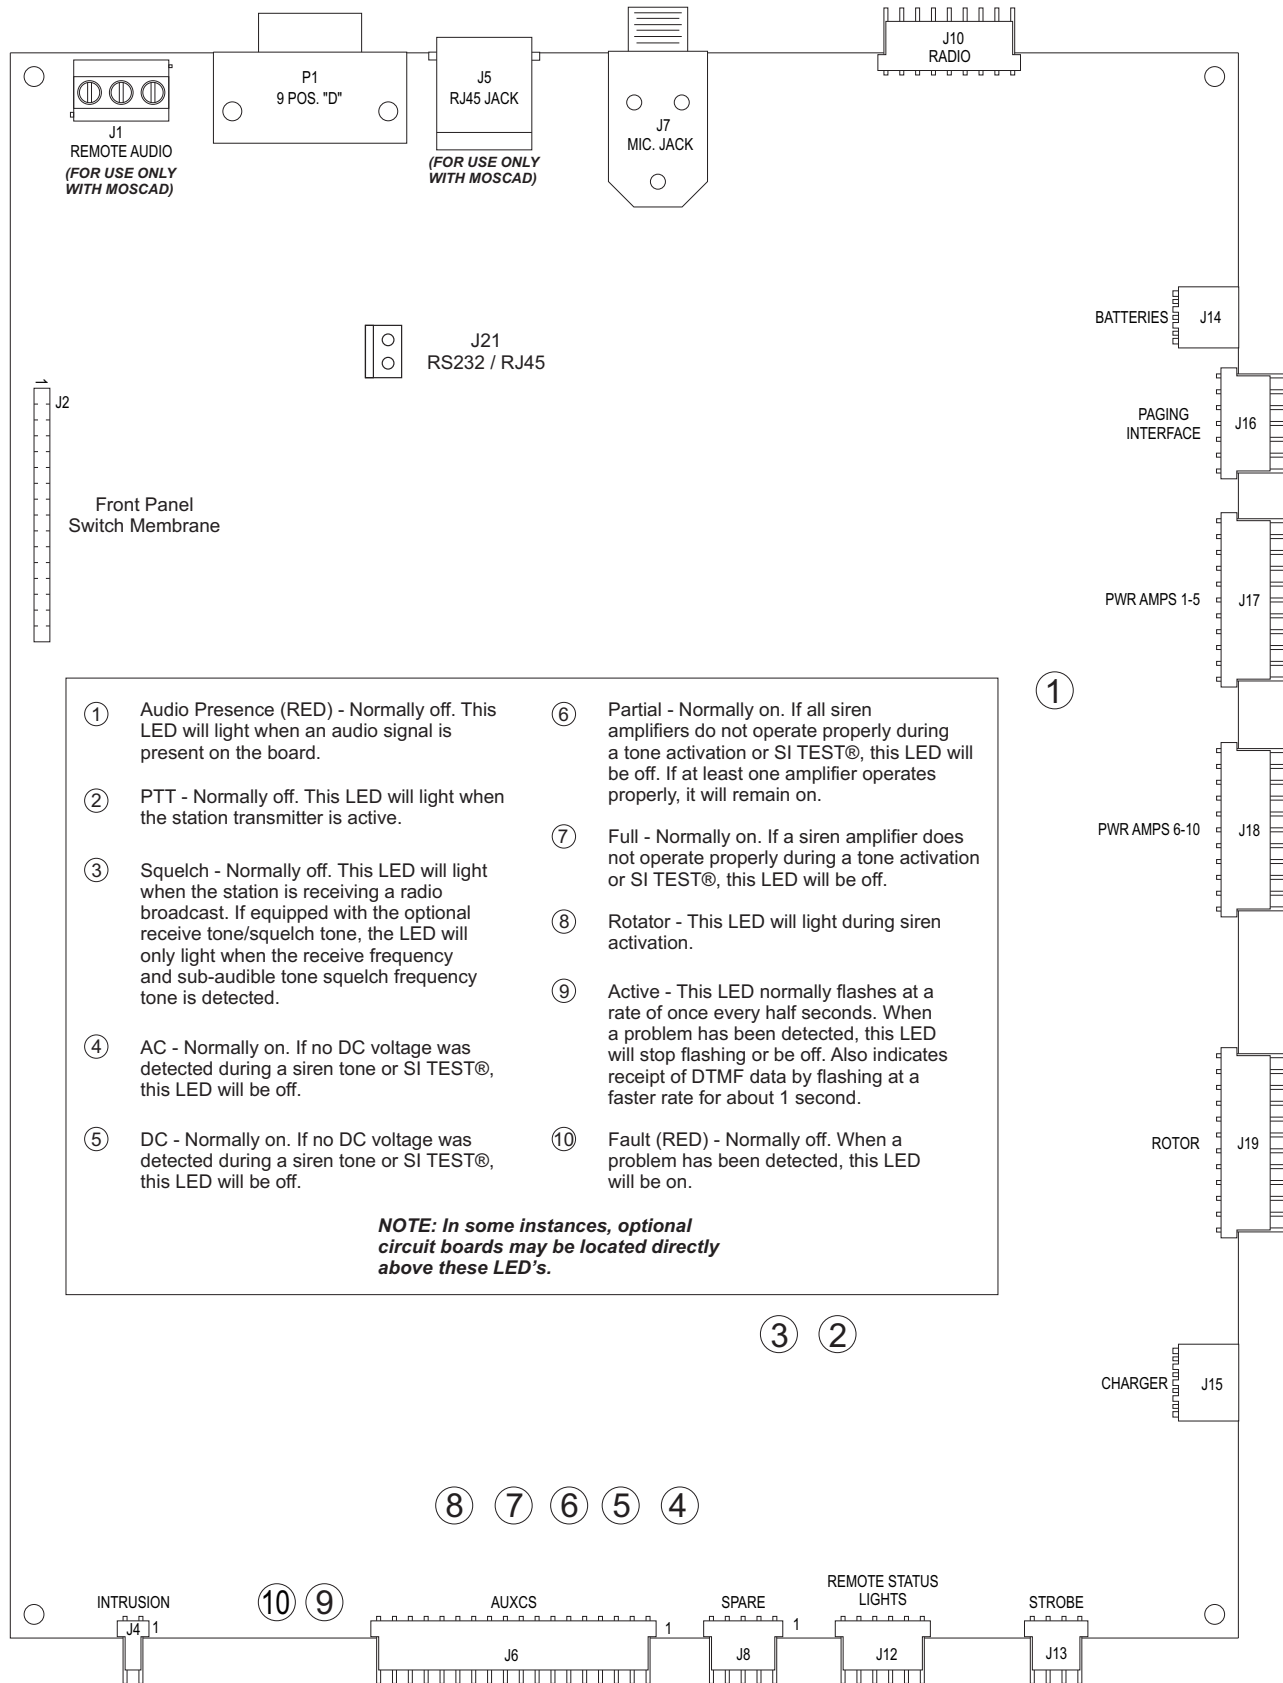 J10
RADIO
P1
9 POS. "D"
J5
RJ45 JACK
J7
MIC. JACK
J1
REMOTE AUDIO
(FOR USE ONLY
WITH MOSCAD)
(FOR USE ONLY
WITH MOSCAD)
BATTERIES
J14
J21
RS232 / RJ45
1
J2
PAGING
INTERFACE
J16
Front Panel
Switch Membrane
PWR AMPS 1-5
J17
1
1 Audio Presence (RED) - Normally off. This
LED will light when an audio signal is
present on the board.
2 PTT - Normally off. This LED will light when
the station transmitter is active.
3 Squelch - Normally off. This LED will light
when the station is receiving a radio
broadcast. If equipped with the optional
receive tone/squelch tone, the LED will
only light when the receive frequency
and sub-audible tone squelch frequency
tone is detected.
4 AC - Normally on. If no DC voltage was
detected during a siren tone or SI TEST®,
this LED will be off.
5 DC - Normally on. If no DC voltage was
detected during a siren tone or SI TEST®,
this LED will be off.
6 Partial - Normally on. If all siren
amplifiers do not operate properly during
a tone activation or SI TEST®, this LED will
be off. If at least one amplifier operates
properly, it will remain on.
7 Full - Normally on. If a siren amplifier does
not operate properly during a tone activation
or SI TEST®, this LED will be off.
8 Rotator - This LED will light during siren
activation.
9 Active - This LED normally flashes at a
rate of once every half seconds. When
a problem has been detected, this LED
will stop flashing or be off. Also indicates
receipt of DTMF data by flashing at a
faster rate for about 1 second.
10 Fault (RED) - Normally off. When a
problem has been detected, this LED
will be on.
NOTE: In some instances, optional
circuit boards may be located directly
above these LED's.
PWR AMPS 6-10
J18
ROTOR
J19
3 2
CHARGER
J15
8 7 6 5 4
INTRUSION
J4 1
10 9
AUXCS
J6
1
SPARE
J8
1
REMOTE STATUS
LIGHTS
J12
STROBE
J13